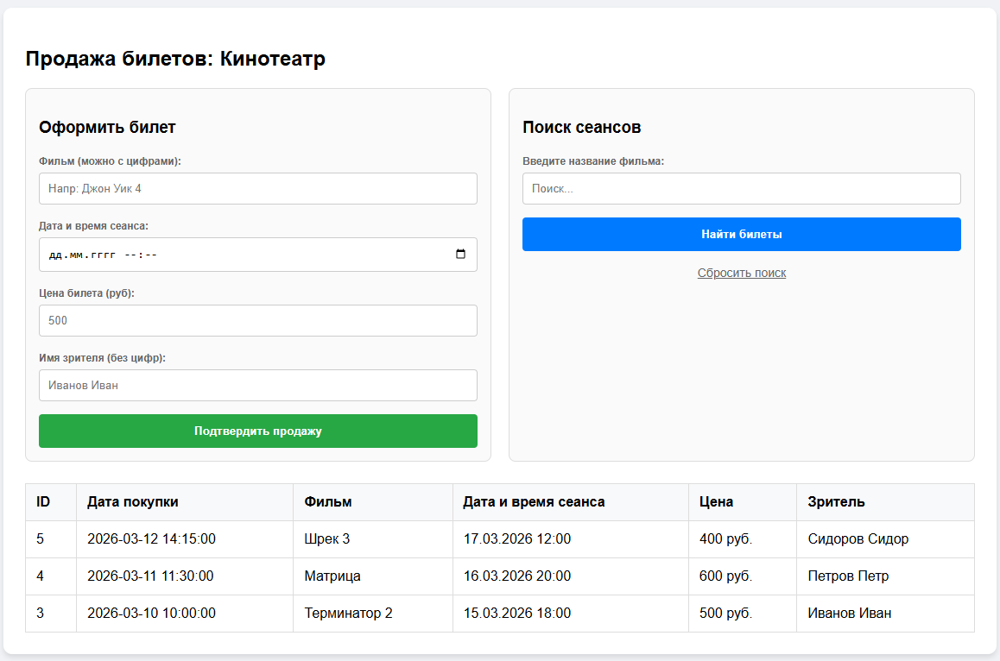 Продажа билетов: Кинотеатр
Оформить билет
Фильм (можно с цифрами):
Напр: Джон Уик 4
Дата и время сеанса:
дд.мм.гггг --:--
Цена билета (руб):
500
Имя зрителя (без цифр):
Иванов Иван
Подтвердить продажу
Поиск сеансов
Введите название фильма:
Поиск...
Найти билеты
Сбросить поиск
ID Дата покупки Фильм Дата и время сеанса Цена Зритель
5 2026-03-12 14:15:00 Шрек 3 17.03.2026 12:00 400 руб. Сидоров Сидор
4 2026-03-11 11:30:00 Матрица 16.03.2026 20:00 600 руб. Петров Петр
3 2026-03-10 10:00:00 Терминатор 2 15.03.2026 18:00 500 руб. Иванов Иван